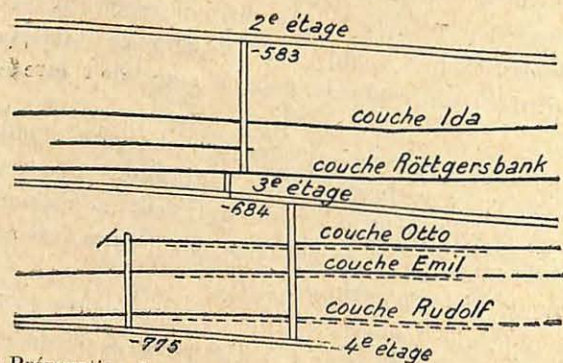 2e étage
-583
couche Ida
couche Röttgersbank
3e étage
-684
couche Otto
couche Emil
couche Rudolf
-775
4e étage